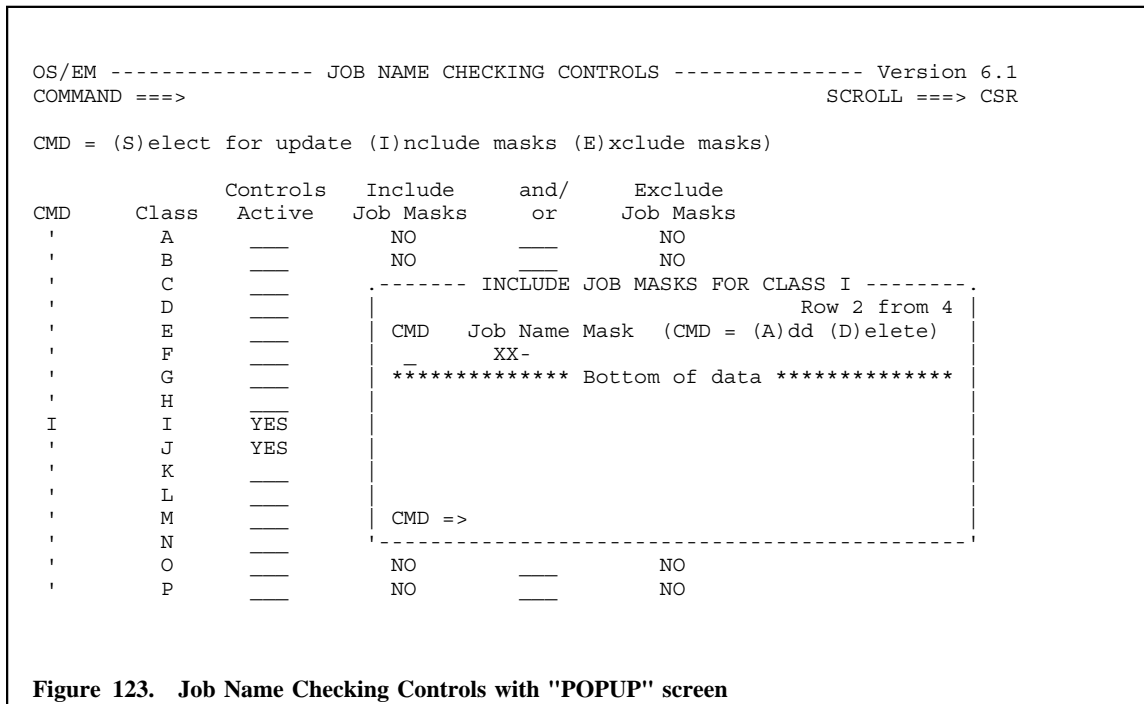 OS/EM ---------------- JOB NAME CHECKING CONTROLS --------------- Version 6.1
COMMAND ===>                                                  SCROLL ===> CSR
CMD = (S)elect for update (I)nclude masks (E)xclude masks)
               Controls   Include     and/      Exclude
CMD     Class   Active   Job Masks     or      Job Masks
 '        A      ___        NO        ___         NO
 '        B      ___        NO        ___         NO
 '        C      ___      .------- INCLUDE JOB MASKS FOR CLASS I --------.
 '        D      ___      |                                Row 2 from 4 |
 '        E      ___      | CMD   Job Name Mask  (CMD = (A)dd (D)elete) |
 '        F      ___      |  _      XX-                                 |
 '        G      ___      | ************** Bottom of data ************** |
 '        H      ___      |                                              |
I         I      YES      |                                              |
 '        J      YES      |                                              |
 '        K      ___      |                                              |
 '        L      ___      |                                              |
 '        M      ___      | CMD =>                                       |
 '        N      ___      '----------------------------------------------'
 '        O      ___        NO        ___         NO
 '        P      ___        NO        ___         NO
Figure 123. Job Name Checking Controls with "POPUP" screen